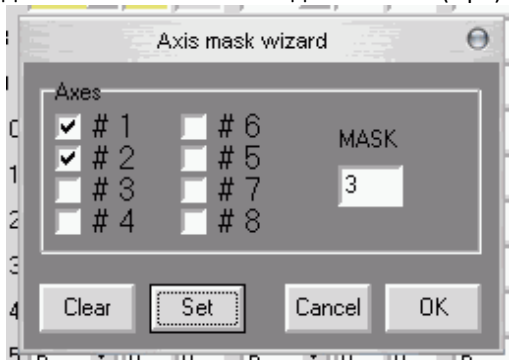 Axis mask wizard
Axes
# 1 # 6
# 2 # 5
# 3 # 7
# 4 # 8
MASK
3
Clear Set Cancel OK